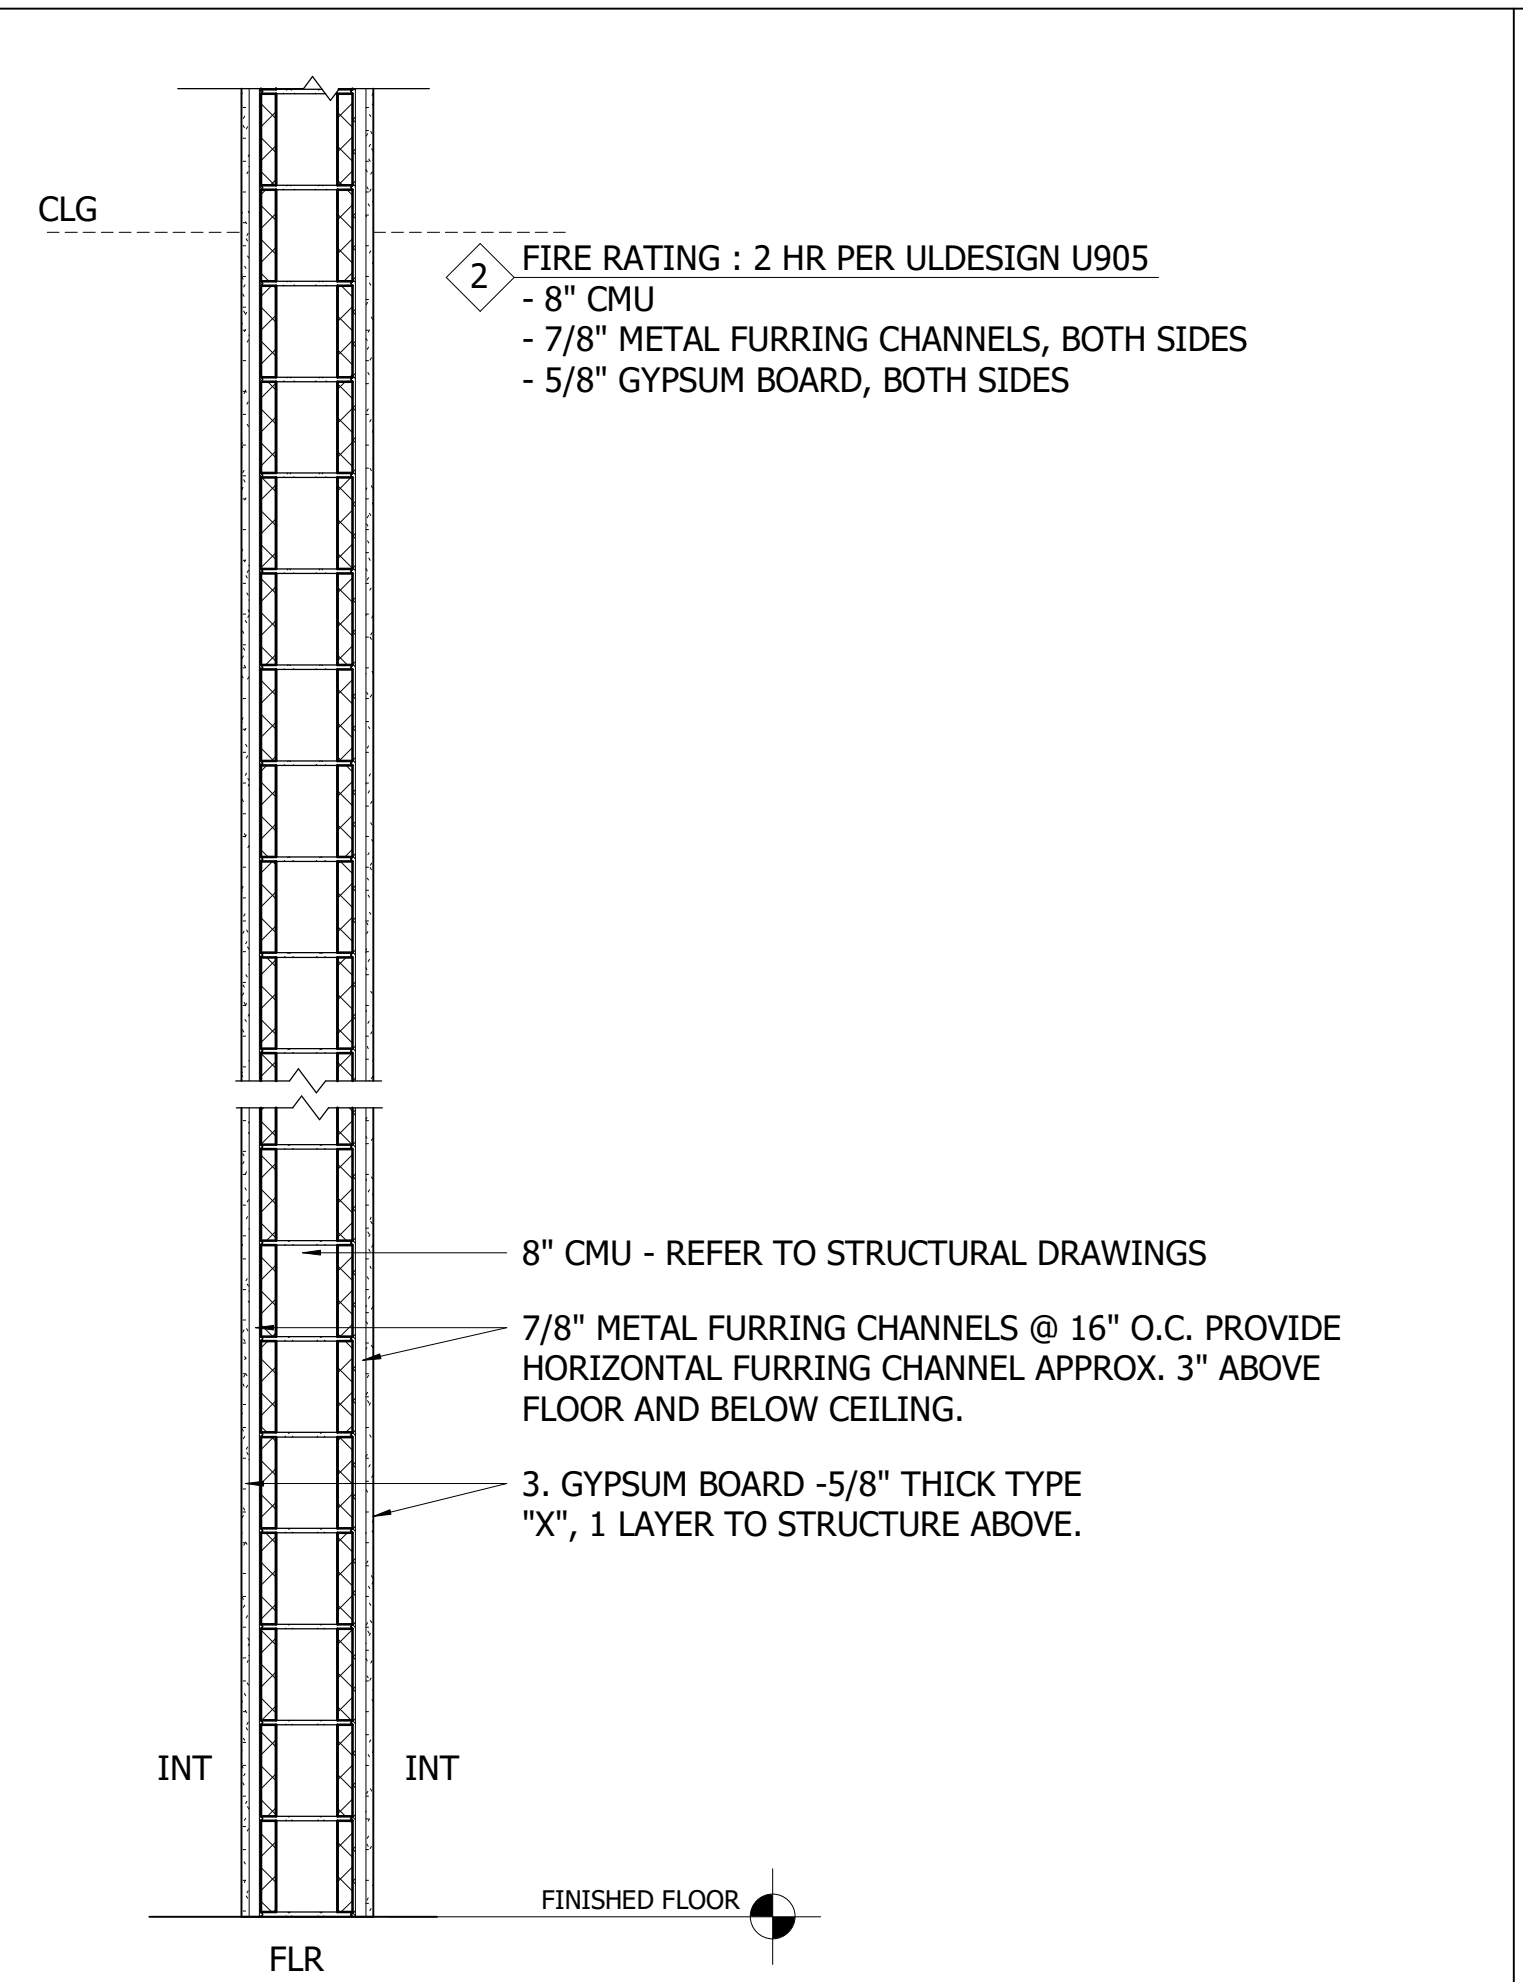 CLG
2
FIRE RATING : 2 HR PER ULDESIGN U905
- 8" CMU
- 7/8" METAL FURRING CHANNELS, BOTH SIDES
- 5/8" GYPSUM BOARD, BOTH SIDES
8" CMU - REFER TO STRUCTURAL DRAWINGS
7/8" METAL FURRING CHANNELS @ 16" O.C. PROVIDE
HORIZONTAL FURRING CHANNEL APPROX. 3" ABOVE
FLOOR AND BELOW CEILING.
3. GYPSUM BOARD -5/8" THICK TYPE
"X", 1 LAYER TO STRUCTURE ABOVE.
INT
INT
FINISHED FLOOR
FLR